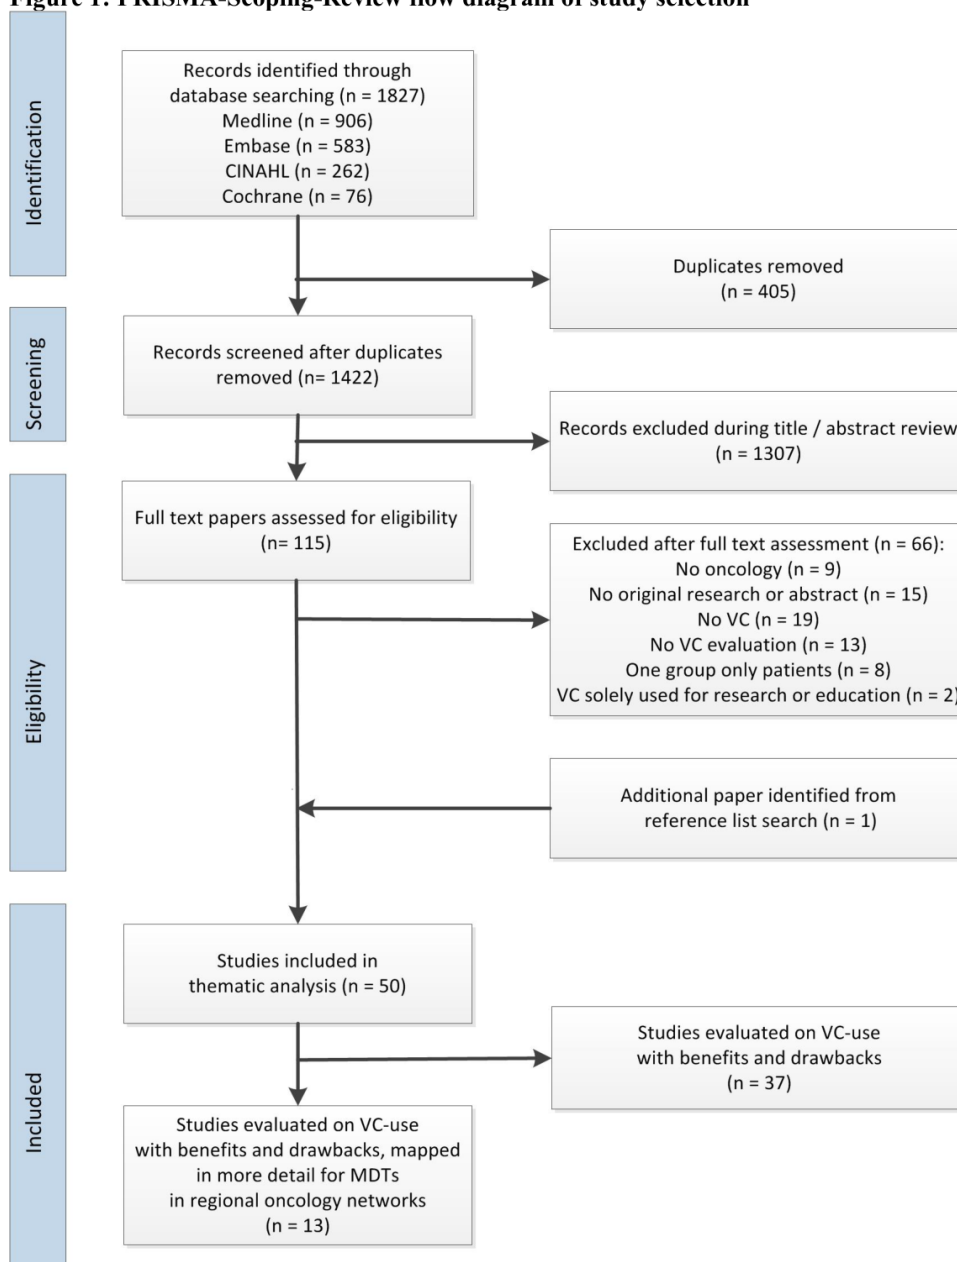 Figure 1: PRISMA-Scoping-Review flow diagram of study selection
Identification
Records identified through
database searching (n = 1827)
Medline (n = 906)
Embase (n = 583)
CINAHL (n = 262)
Cochrane (n = 76)
Duplicates removed
(n = 405)
Screening
Records screened after duplicates
removed (n= 1422)
Records excluded during title / abstract review
(n = 1307)
Eligibility
Full text papers assessed for eligibility
(n= 115)
Excluded after full text assessment (n = 66):
No oncology (n = 9)
No original research or abstract (n = 15)
No VC (n = 19)
No VC evaluation (n = 13)
One group only patients (n = 8)
VC solely used for research or education (n = 2)
Additional paper identified from
reference list search (n = 1)
Included
Studies included in
thematic analysis (n = 50)
Studies evaluated on VC-use
with benefits and drawbacks
(n = 37)
Studies evaluated on VC-use
with benefits and drawbacks, mapped
in more detail for MDTs
in regional oncology networks
(n = 13)